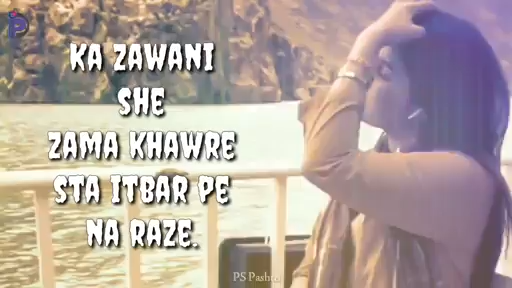 KA ZAWANI
SHE
ZAMA KHAWRE
STA ITBAR PE
NA RAZE.
PS Pashto